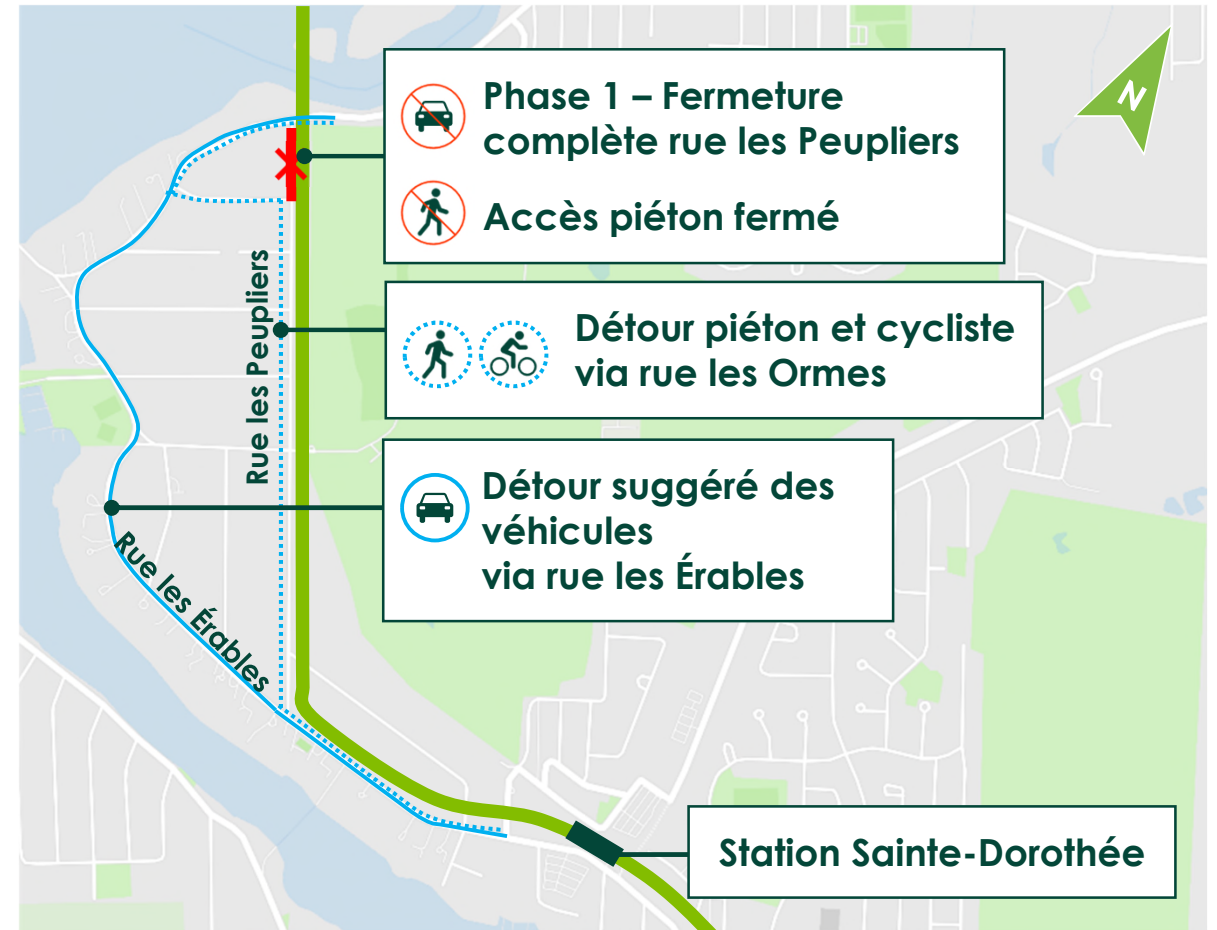 N
Phase 1 – Fermeture
complète rue les Peupliers
Accès piéton fermé
Rue les Peupliers
Détour piéton et cycliste
via rue les Ormes
Détour suggéré des
véhicules
via rue les Érables
Rue les Érables
Station Sainte-Dorothée